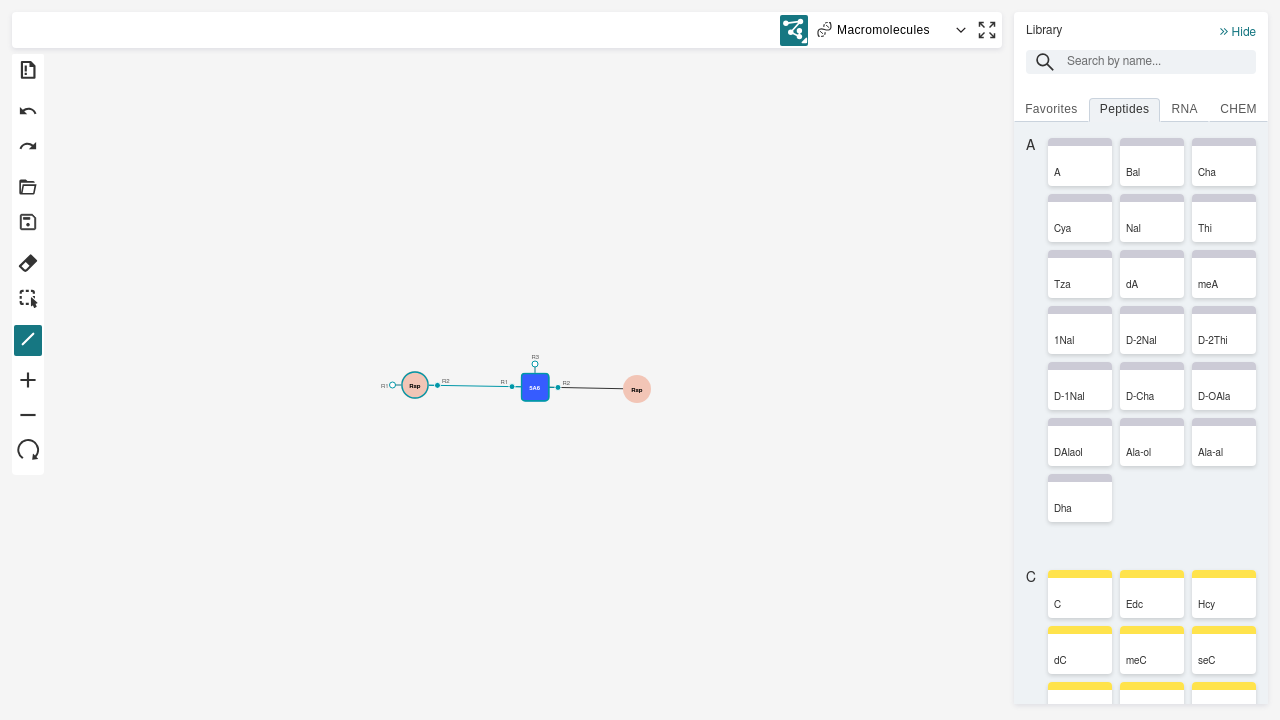 Macromolecules
Library
Hide
Search by name...
Favorites Peptides RNA CHEM
A
A Bal Cha
Cya Nal Thi
Tza dA meA
1Nal D-2Nal D-2Thi
D-1Nal D-Cha D-OAla
DAlaol Ala-ol Ala-al
Dha
C
C Edc Hcy
dC meC seC
R3
R1 Rsp R2 R1 5A6 R2 Rsp